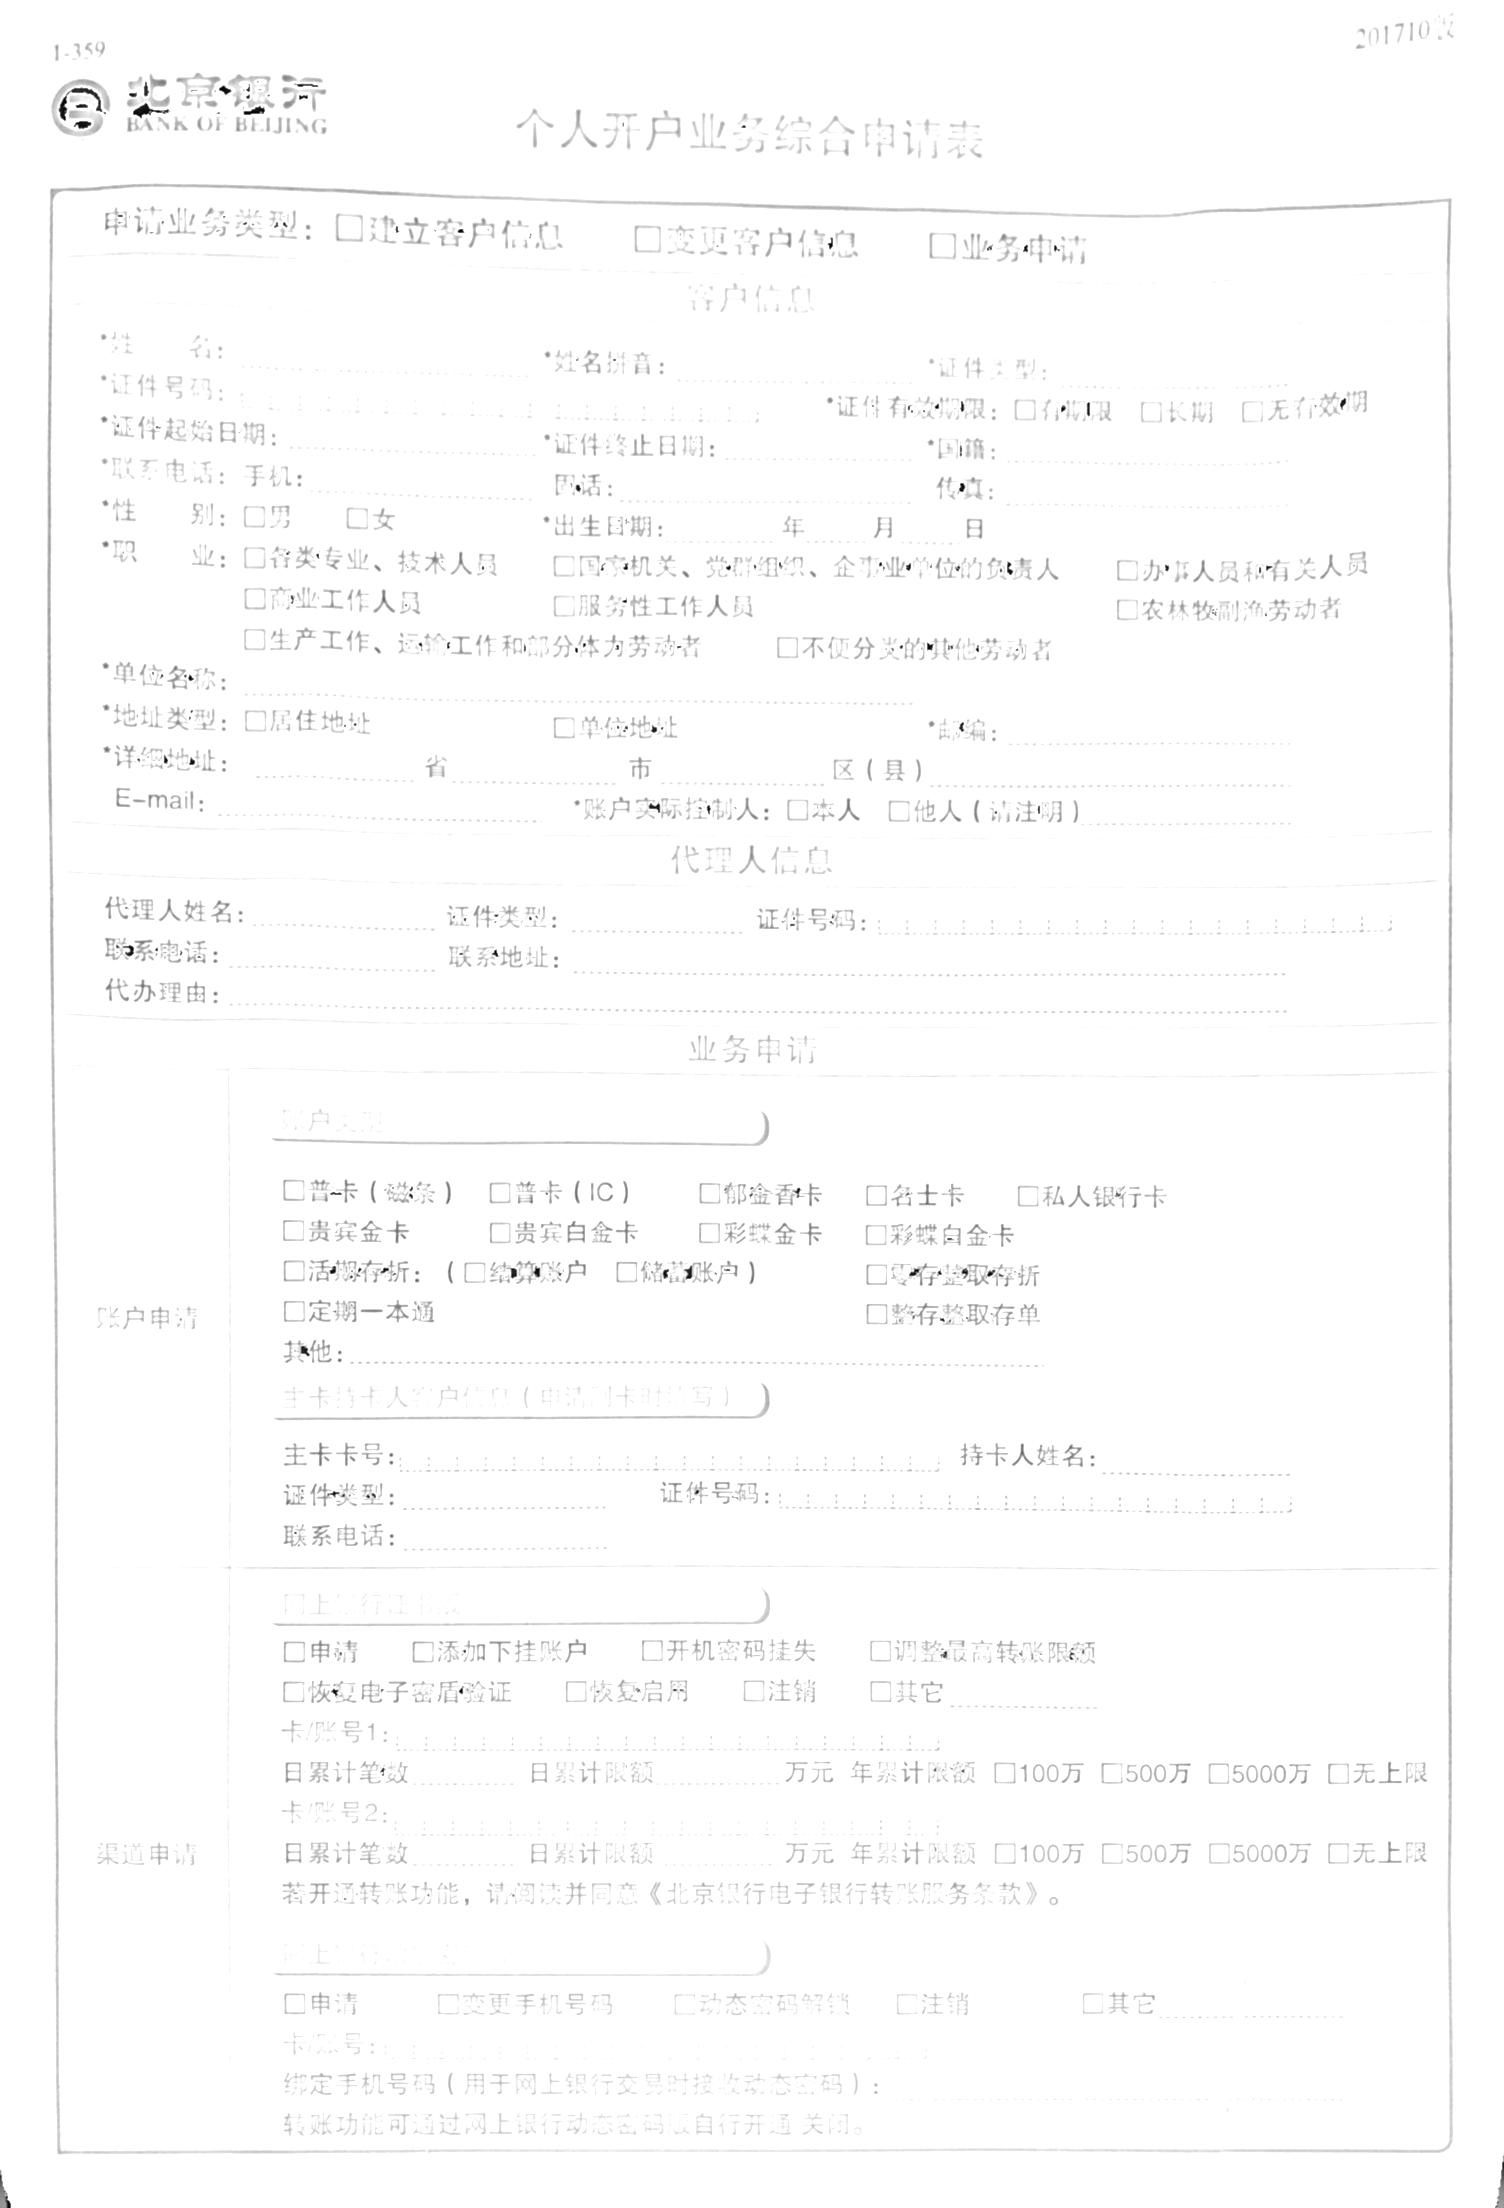 1-359
201710版
北京银行
BANK OF BEIJING
个人开户业务综合申请表
申请业务类型：□建立客户信息 □变更客户信息 □业务申请
客户信息
*姓 名： *姓名拼音： *证件类型：
*证件号码： *证件有效期限：□有期限 □长期 □无有效期
*证件起始日期： *证件终止日期： *国籍：
*联系电话：手机：固话： 传真：
*性 别：□男 □女 *出生日期： 年 月 日
*职 业：□各类专业、技术人员 □国家机关、党群组织、企事业单位的负责人 □办事人员和有关人员
□商业工作人员 □服务性工作人员 □农林牧副渔劳动者
□生产工作、运输工作和部分体力劳动者 □不便分类的其他劳动者
*单位名称：
*地址类型：□居住地址 □单位地址 *邮编：
*详细地址： 省 市 区（县）
E-mail： *账户实际控制人：□本人 □他人（请注明）
代理人信息
代理人姓名： 证件类型： 证件号码：
联系电话： 联系地址：
代办理由：
业务申请
账户类型
□普卡（磁条） □普卡（IC） □郁金香卡 □名士卡 □私人银行卡
□贵宾金卡 □贵宾白金卡 □彩蝶金卡 □彩蝶白金卡
□活期存折：（□结算账户 □储蓄账户） □零存整取存折
账户申请
□定期一本通 □整存整取存单
其他：
主卡持卡人客户信息（申请副卡时填写）
主卡卡号： 持卡人姓名：
证件类型： 证件号码：
联系电话：
网上银行证书版
□申请 □添加下挂账户 □开机密码挂失 □调整最高转账限额
□恢复电子密盾验证 □恢复启用 □注销 □其它
卡/账号1：
日累计笔数 日累计限额 万元 年累计限额 □100万 □500万 □5000万 □无上限
卡/账号2：
渠道申请
日累计笔数 日累计限额 万元 年累计限额 □100万 □500万 □5000万 □无上限
若开通转账功能，请阅读并同意《北京银行电子银行转账服务条款》。
□申请 □变更手机号码 □动态密码解锁 □注销 □其它
卡/账号：
绑定手机号码（用于网上银行交易时接收动态密码）：
转账功能可通过网上银行动态密码版自行开通 关闭。